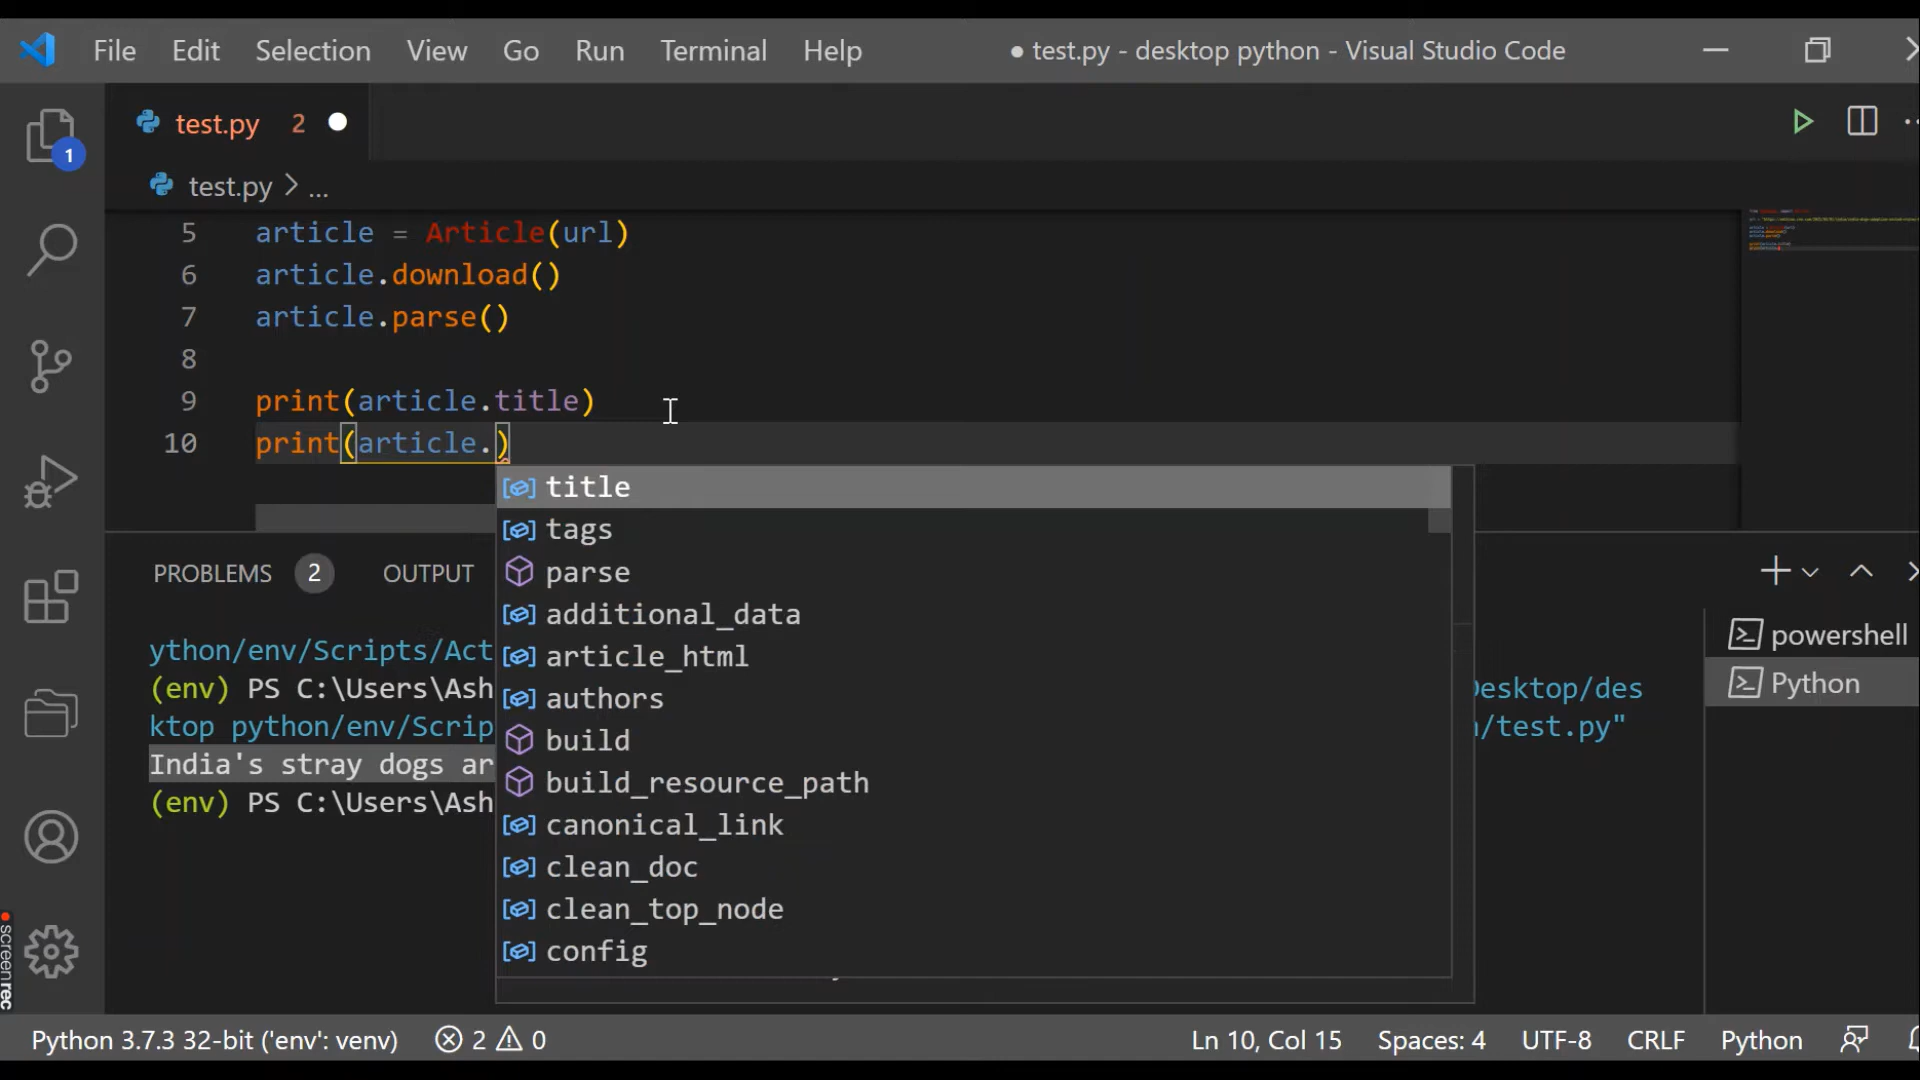 File Edit Selection View Go Run Terminal Help ● test.py - desktop python - Visual Studio Code
1
test.py 2 ●
test.py > ...
5 article = Article(url)
6 article.download()
7 article.parse()
8
9 print(article.title)
10 print(article.)
title
tags
parse
additional_data
article_html
authors
build
build_resource_path
canonical_link
clean_doc
clean_top_node
config
PROBLEMS 2 OUTPUT
ython/env/Scripts/Act
(env) PS C:\Users\Ash Desktop/des
ktop python/env/Scrip /test.py"
India's stray dogs ar
(env) PS C:\Users\Ash
powershell
Python
screenrec
Python 3.7.3 32-bit ('env': venv) 2 0 Ln 10, Col 15 Spaces: 4 UTF-8 CRLF Python